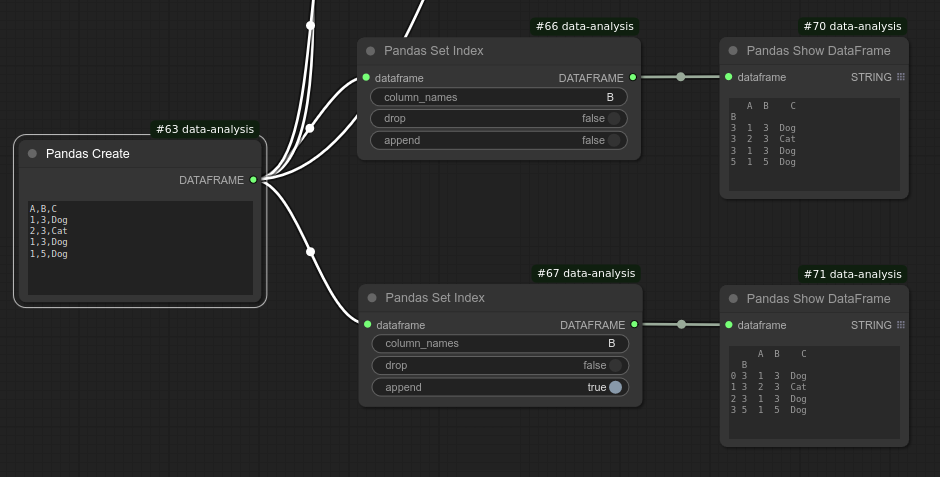 #66 data-analysis
Pandas Set Index
dataframe DATAFRAME
column_names B
drop false
append false
#70 data-analysis
Pandas Show DataFrame
dataframe STRING
A B C
B
3 1 3 Dog
3 2 3 Cat
3 1 3 Dog
5 1 5 Dog
#63 data-analysis
Pandas Create
DATAFRAME
A,B,C
1,3,Dog
2,3,Cat
1,3,Dog
1,5,Dog
#67 data-analysis
Pandas Set Index
dataframe DATAFRAME
column_names B
drop false
append true
#71 data-analysis
Pandas Show DataFrame
dataframe STRING
A B C
B
0 3 1 3 Dog
1 3 2 3 Cat
2 3 1 3 Dog
3 5 1 5 Dog